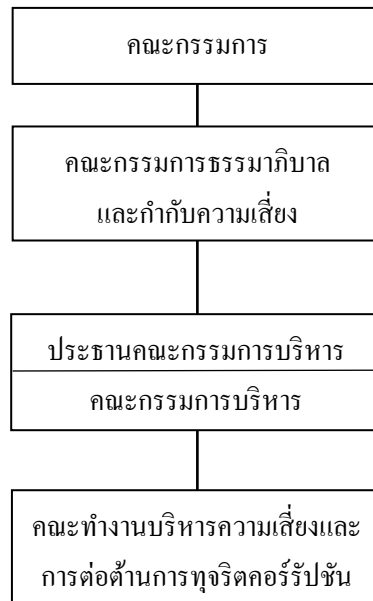 คณะกรรมการ
คณะกรรมการธรรมาภิบาล
และกำกับความเสี่ยง
ประธานคณะกรรมการบริหาร
คณะกรรมการบริหาร
คณะทำงานบริหารความเสี่ยงและ
การต่อต้านการทุจริตคอร์รัปชัน